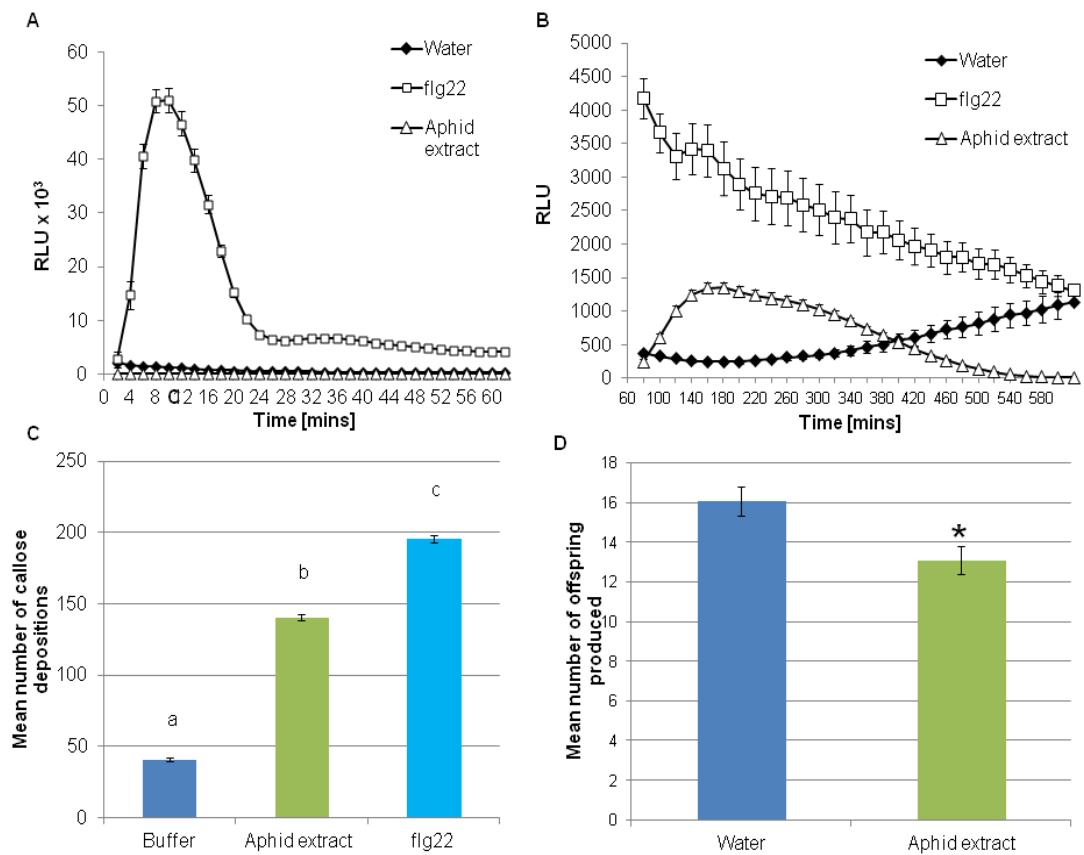 A
60
50
40
30
20
10
0
RLU x 10³
Water
flg22
Aphid
extract
0 4 8 12 16 20 24 28 32 36 40 44 48 52 56 60
C
Time [mins]
B
5000
4500
4000
3500
3000
2500
2000
1500
1000
500
0
RLU
Water
flg22
Aphid extract
60 100 140 180 220 260 300 340 380 420 460 500 540 580
Time [mins]
C
250
200
150
100
50
0
Mean number of callose
depositions
a
b
c
Buffer Aphid extract flg22
D
18
16
14
12
10
8
6
4
2
0
Mean number of offspring
produced
*
Water Aphid extract